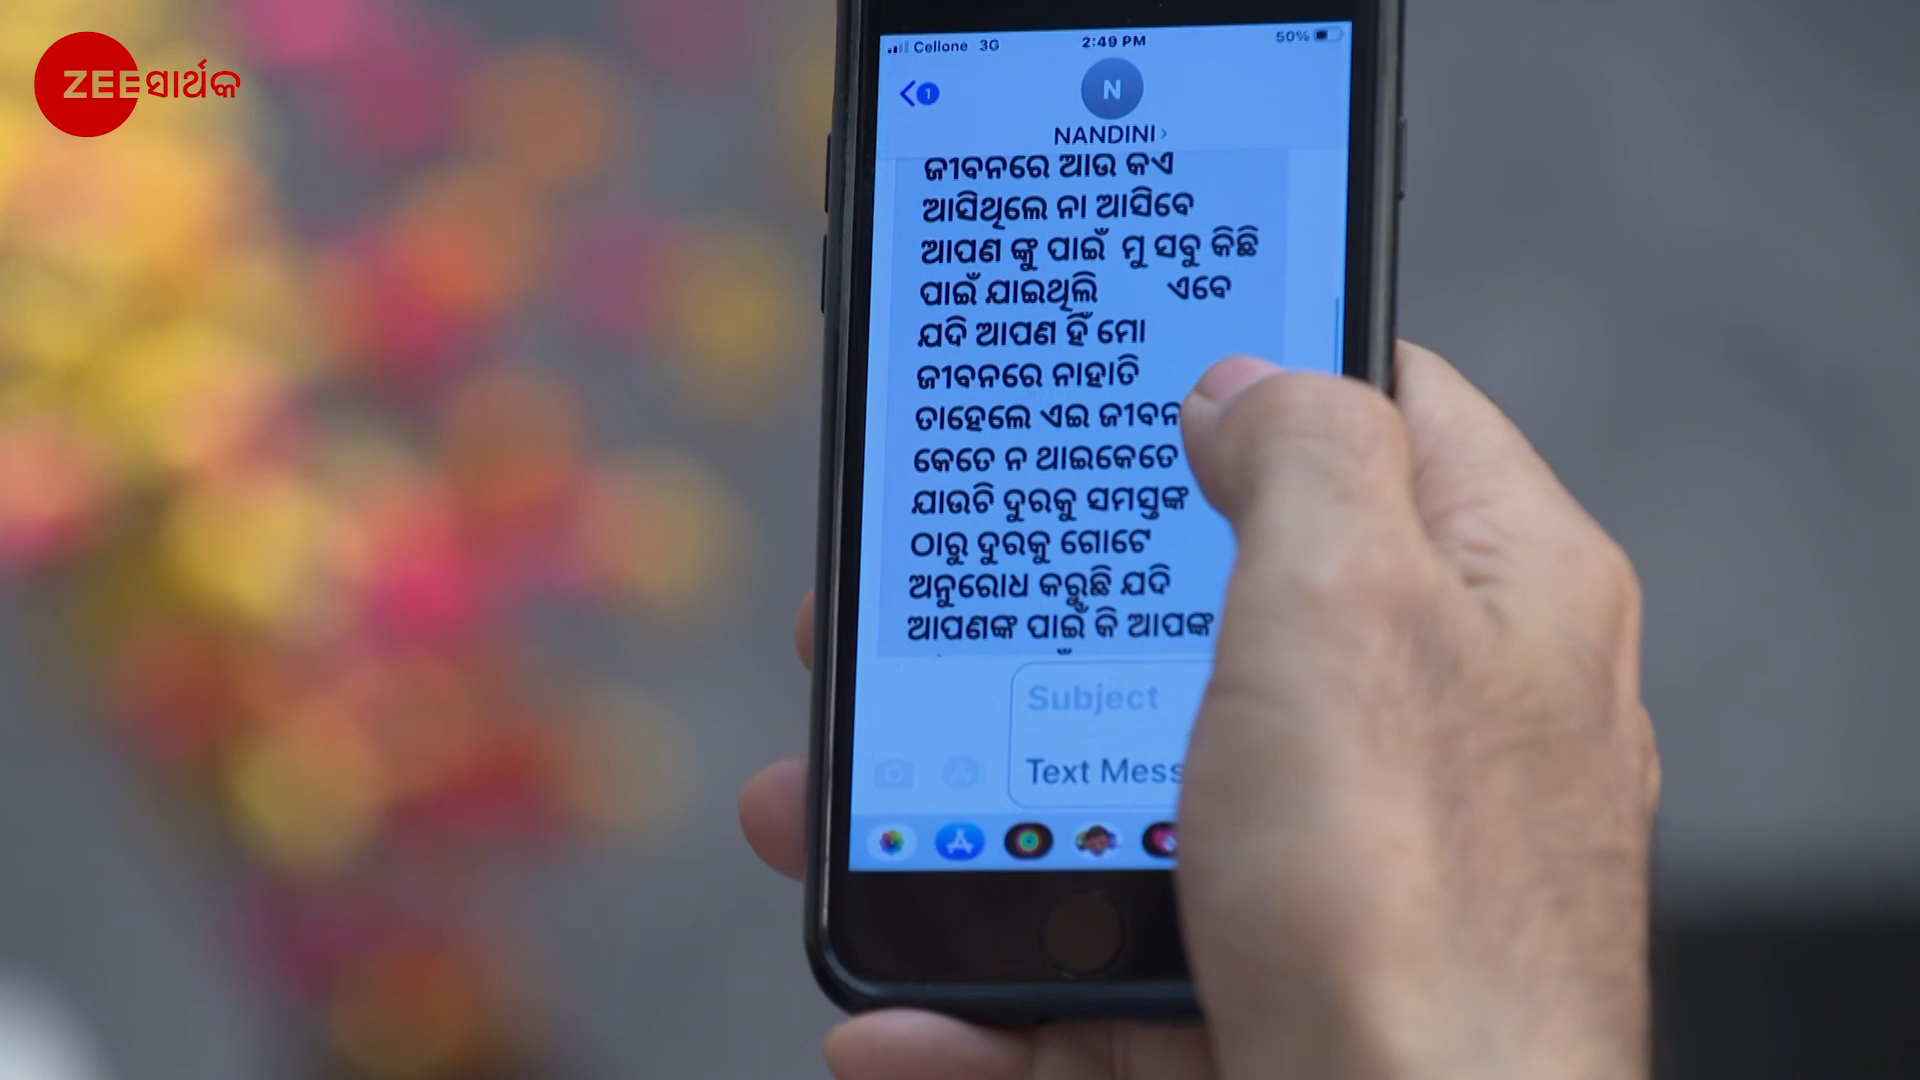 ZEE ସାର୍ଥକ
Cellone 3G 2:49 PM 50%
1
N
NANDINI
ଜୀବନରେ ଆଉ କଏ
ଆସିଥିଲେ ନା ଆସିବେ
ଆପଣ ଙ୍କୁ ପାଇଁ ମୁ ସବୁ କିଛି
ପାଇଁ ଯାଇଥିଲି ଏବେ
ଯଦି ଆପଣ ହିଁ ମୋ
ଜୀବନରେ ନାହାତି
ତାହେଲେ ଏଇ ଜୀବନ
କେତେ ନ ଥାଇକେତେ
ଯାଉଚି ଦୁରକୁ ସମସ୍ତଙ୍କ
ଠାରୁ ଦୁରକୁ ଗୋଟେ
ଅନୁରୋଧ କରୁଛି ଯଦି
ଆପଣଙ୍କ ପାଇଁ କି ଆପଙ୍କ
Subject
Text Mess